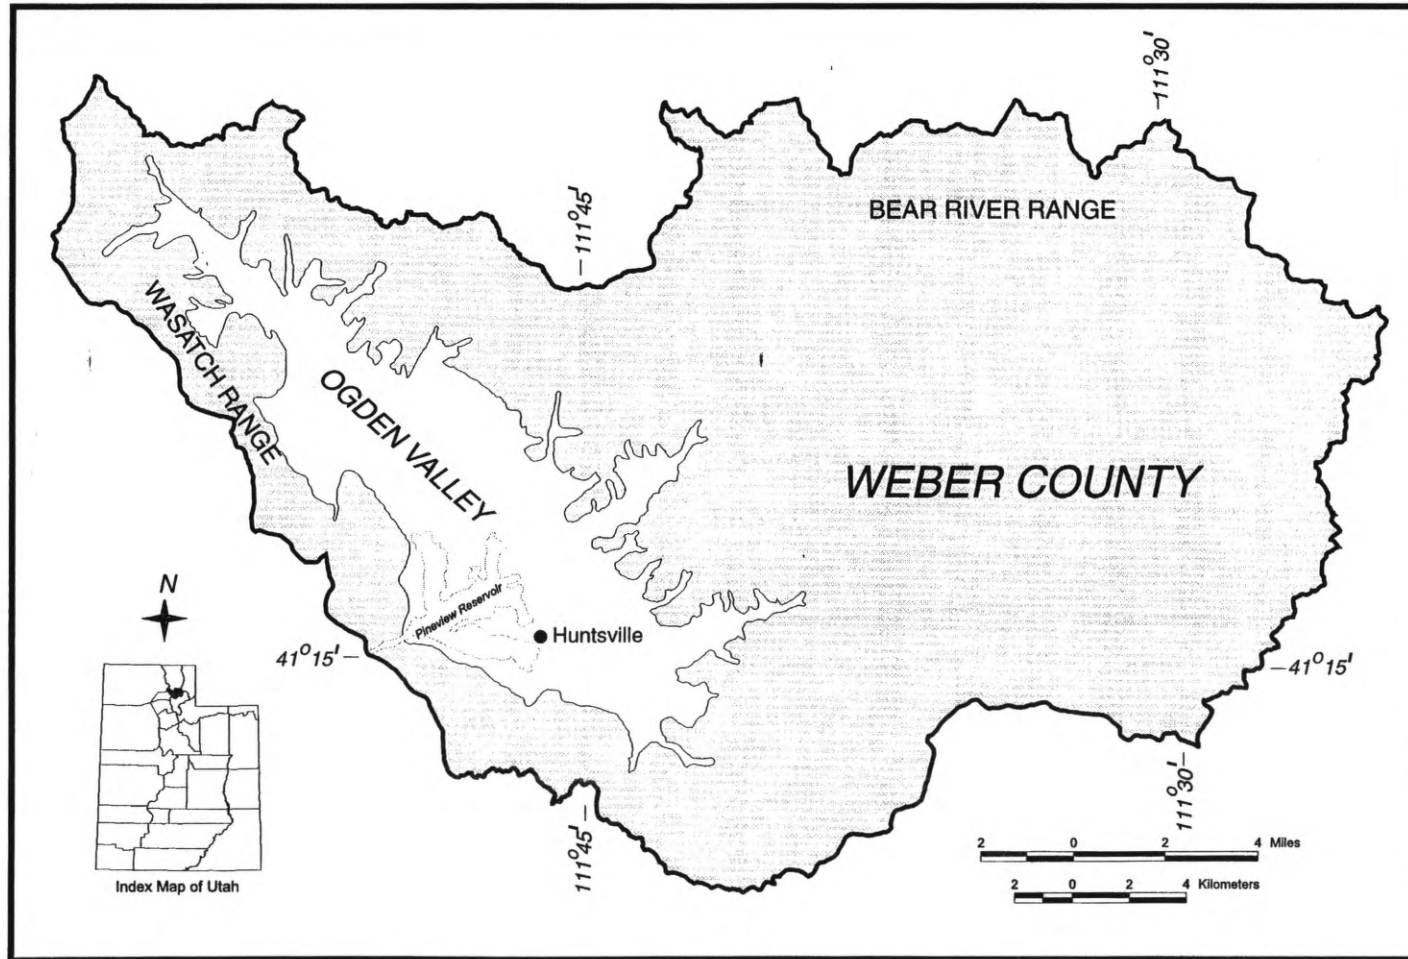 111°30'
111°45'
BEAR RIVER RANGE
WASATCH RANGE
OGDEN VALLEY
WEBER COUNTY
N
Pineview Reservoir
Huntsville
41°15'
41°15'
111°30'
111°45'
2 0 2 4 Miles
2 0 2 4 Kilometers
Index Map of Utah